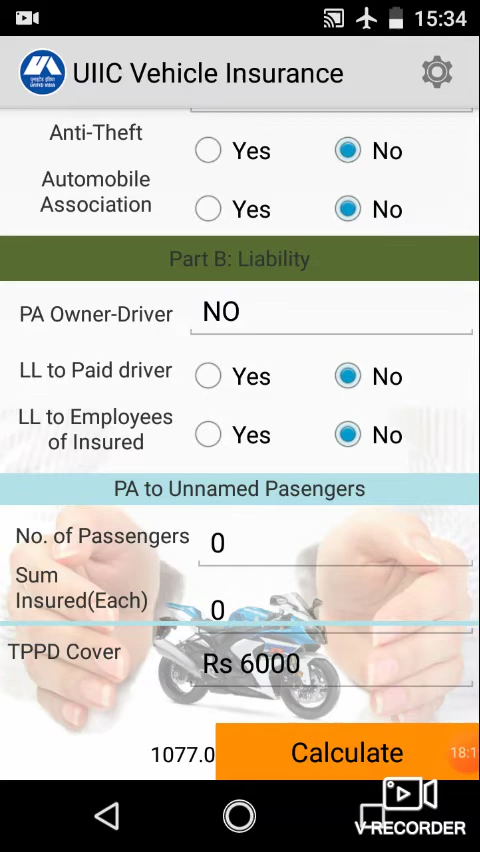 15:34
UIIC Vehicle Insurance
Anti-Theft
Yes No
Automobile
Association
Yes No
Part B: Liability
PA Owner-Driver NO
LL to Paid driver Yes No
LL to Employees
of Insured
Yes No
PA to Unnamed Pasengers
No. of Passengers 0
Sum
Insured(Each) 0
TPPD Cover Rs 6000
1077.0 Calculate
V RECORDER